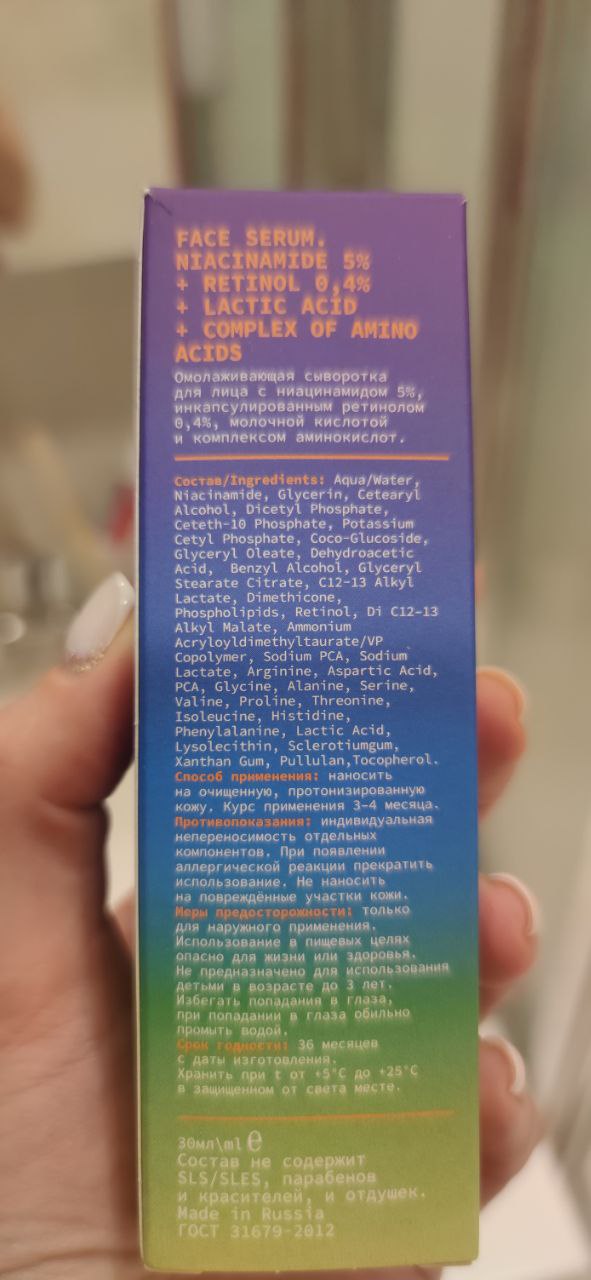 FACE SERUM.
NIACINAMIDE 5%
+ RETINOL 0,4%
+ LACTIC ACID
+ COMPLEX OF AMINO
ACIDS
Омолаживающая сыворотка
для лица с ниацинамидом 5%,
инкапсулированным ретинолом
0,4%, молочной кислотой
и комплексом аминокислот.
Состав/Ingredients: Aqua/Water,
Niacinamide, Glycerin, Cetearyl
Alcohol, Dicetyl Phosphate,
Ceteth-10 Phosphate, Potassium
Cetyl Phosphate, Coco-Glucoside,
Glyceryl Oleate, Dehydroacetic
Acid, Benzyl Alcohol, Glyceryl
Stearate Citrate, C12-13 Alkyl
Lactate, Dimethicone,
Phospholipids, Retinol, Di C12-13
Alkyl Malate, Ammonium
Acryloyldimethyltaurate/VP
Copolymer, Sodium PCA, Sodium
Lactate, Arginine, Aspartic Acid,
PCA, Glycine, Alanine, Serine,
Valine, Proline, Threonine,
Isoleucine, Histidine,
Phenylalanine, Lactic Acid,
Lysolecithin, Sclerotiumgum,
Xanthan Gum, Pullulan,Tocopherol.
Способ применения: наносить
на очищенную, протонизированную
кожу. Курс применения 3-4 месяца.
Противопоказания: индивидуальная
непереносимость отдельных
компонентов. При появлении
аллергической реакции прекратить
использование. Не наносить
на повреждённые участки кожи.
Меры предосторожности: только
для наружного применения.
Использование в пищевых целях
опасно для жизни или здоровья.
Не предназначено для использования
детьми в возрасте до 3 лет.
Избегать попадания в глаза,
при попадании в глаза обильно
промыть водой.
Срок годности: 36 месяцев
с даты изготовления.
Хранить при t от +5°C до +25°C
в защищенном от света месте.
30мл\ml ℮
Состав не содержит
SLS/SLES, парабенов
и красителей, и отдушек.
Made in Russia
ГОСТ 31679-2012